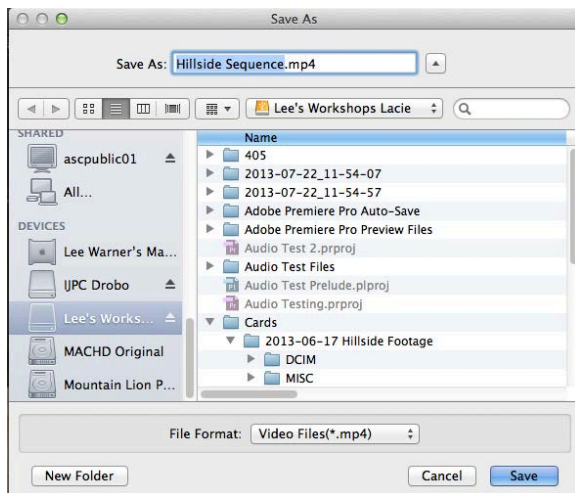 Save As
Save As: Hillside Sequence.mp4
Lee's Workshops Lacie
SHARED
ascpublic01
All...
DEVICES
Lee Warner's Ma...
IJPC Drobo
Lee's Works...
MACHD Original
Mountain Lion P...
Name
405
2013-07-22_11-54-07
2013-07-22_11-54-57
Adobe Premiere Pro Auto-Save
Adobe Premiere Pro Preview Files
Audio Test 2.prproj
Audio Test Files
Audio Test Prelude.plproj
Audio Testing.prproj
Cards
2013-06-17 Hillside Footage
DCIM
MISC
File Format: Video Files(*.mp4)
New Folder
Cancel
Save